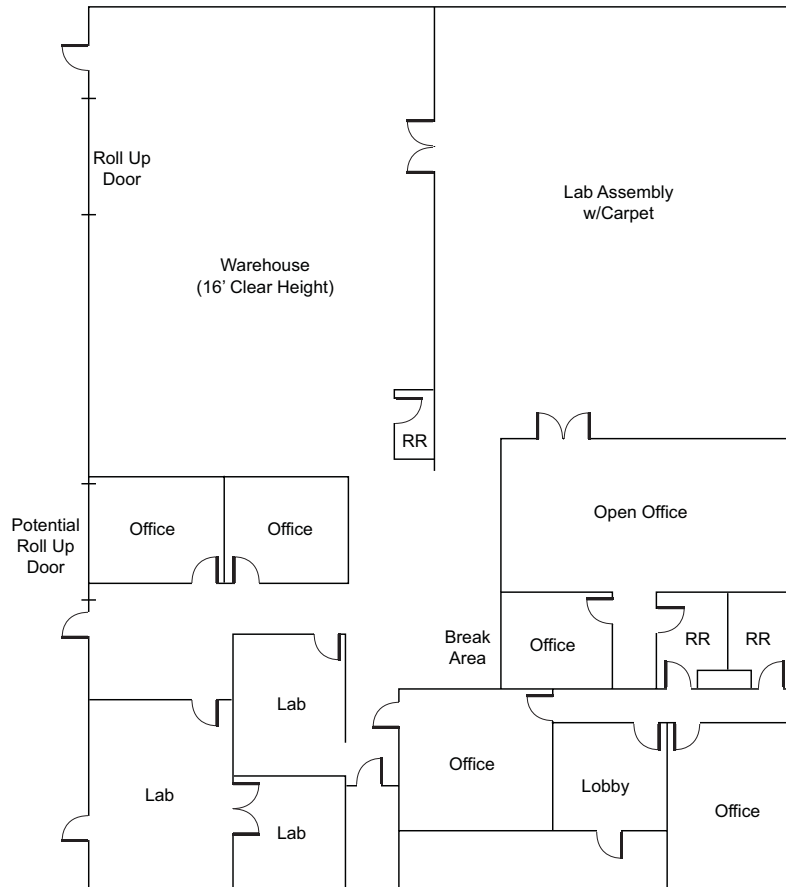 Roll Up
Door
Lab Assembly
w/Carpet
Warehouse
(16’ Clear Height)
RR
Open Office
Potential
Roll Up
Door
Office
Office
Break
Area
Office
RR
RR
Lab
Office
Lobby
Lab
Office
Lab